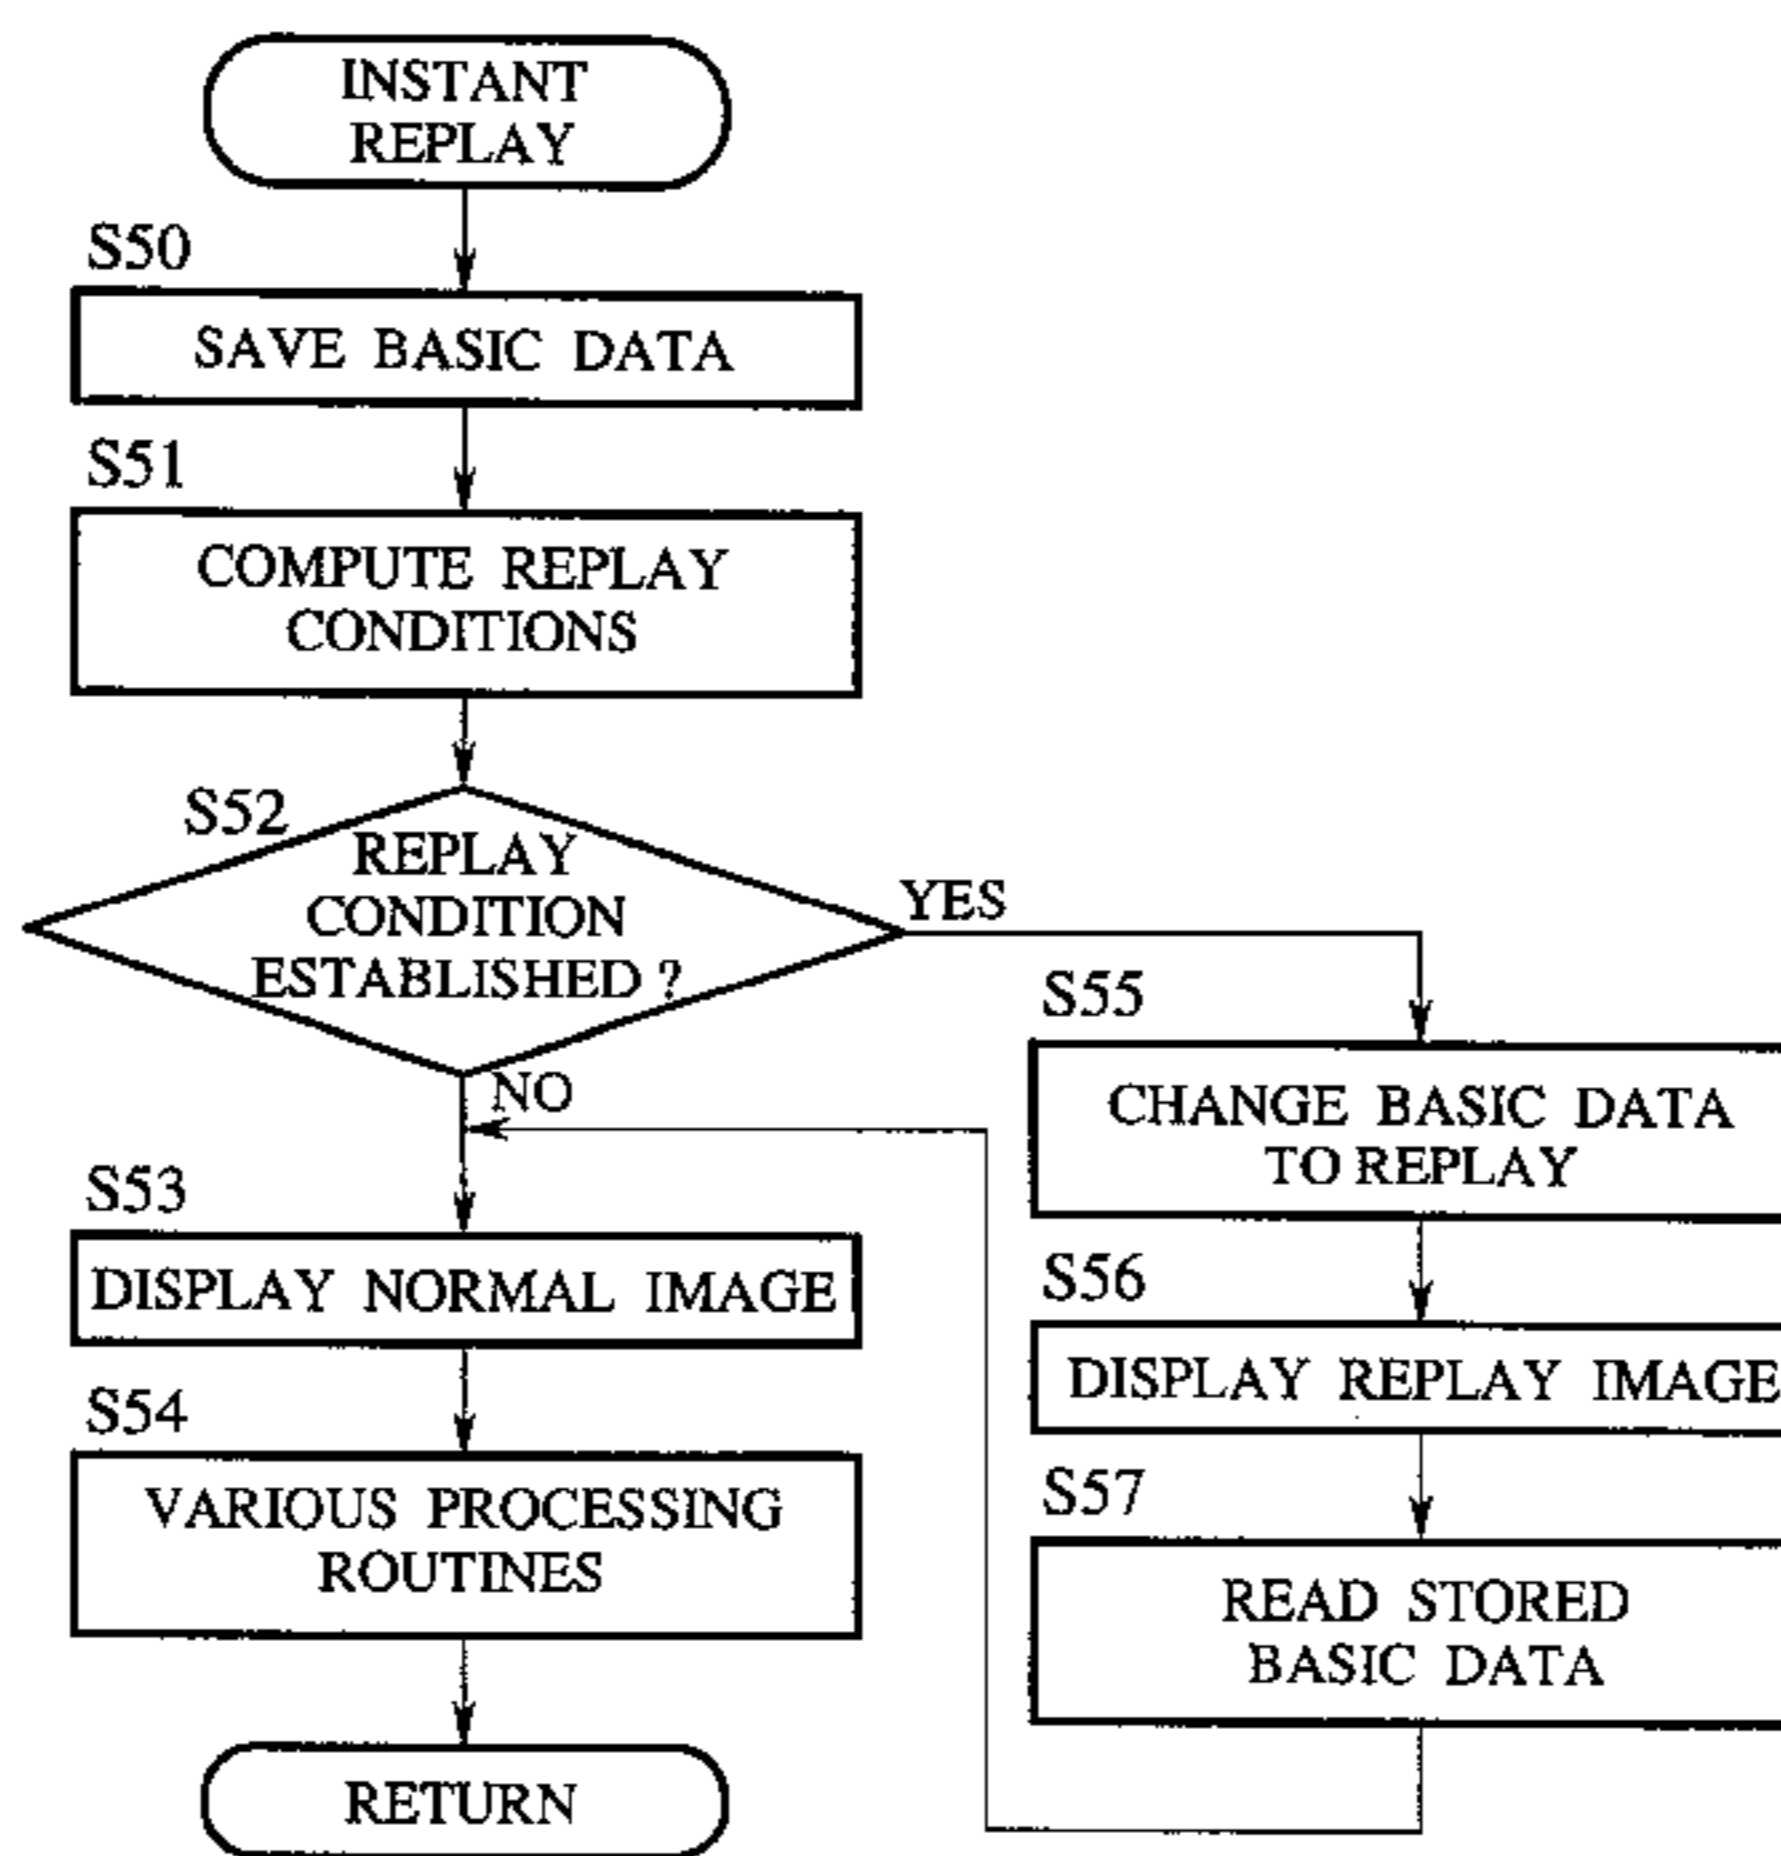 INSTANT
REPLAY
S50
SAVE BASIC DATA
S51
COMPUTE REPLAY
CONDITIONS
S52
REPLAY
CONDITION
ESTABLISHED ?
YES
NO
S53
DISPLAY NORMAL IMAGE
S54
VARIOUS PROCESSING
ROUTINES
RETURN
S55
CHANGE BASIC DATA
TO REPLAY
S56
DISPLAY REPLAY IMAGE
S57
READ STORED
BASIC DATA